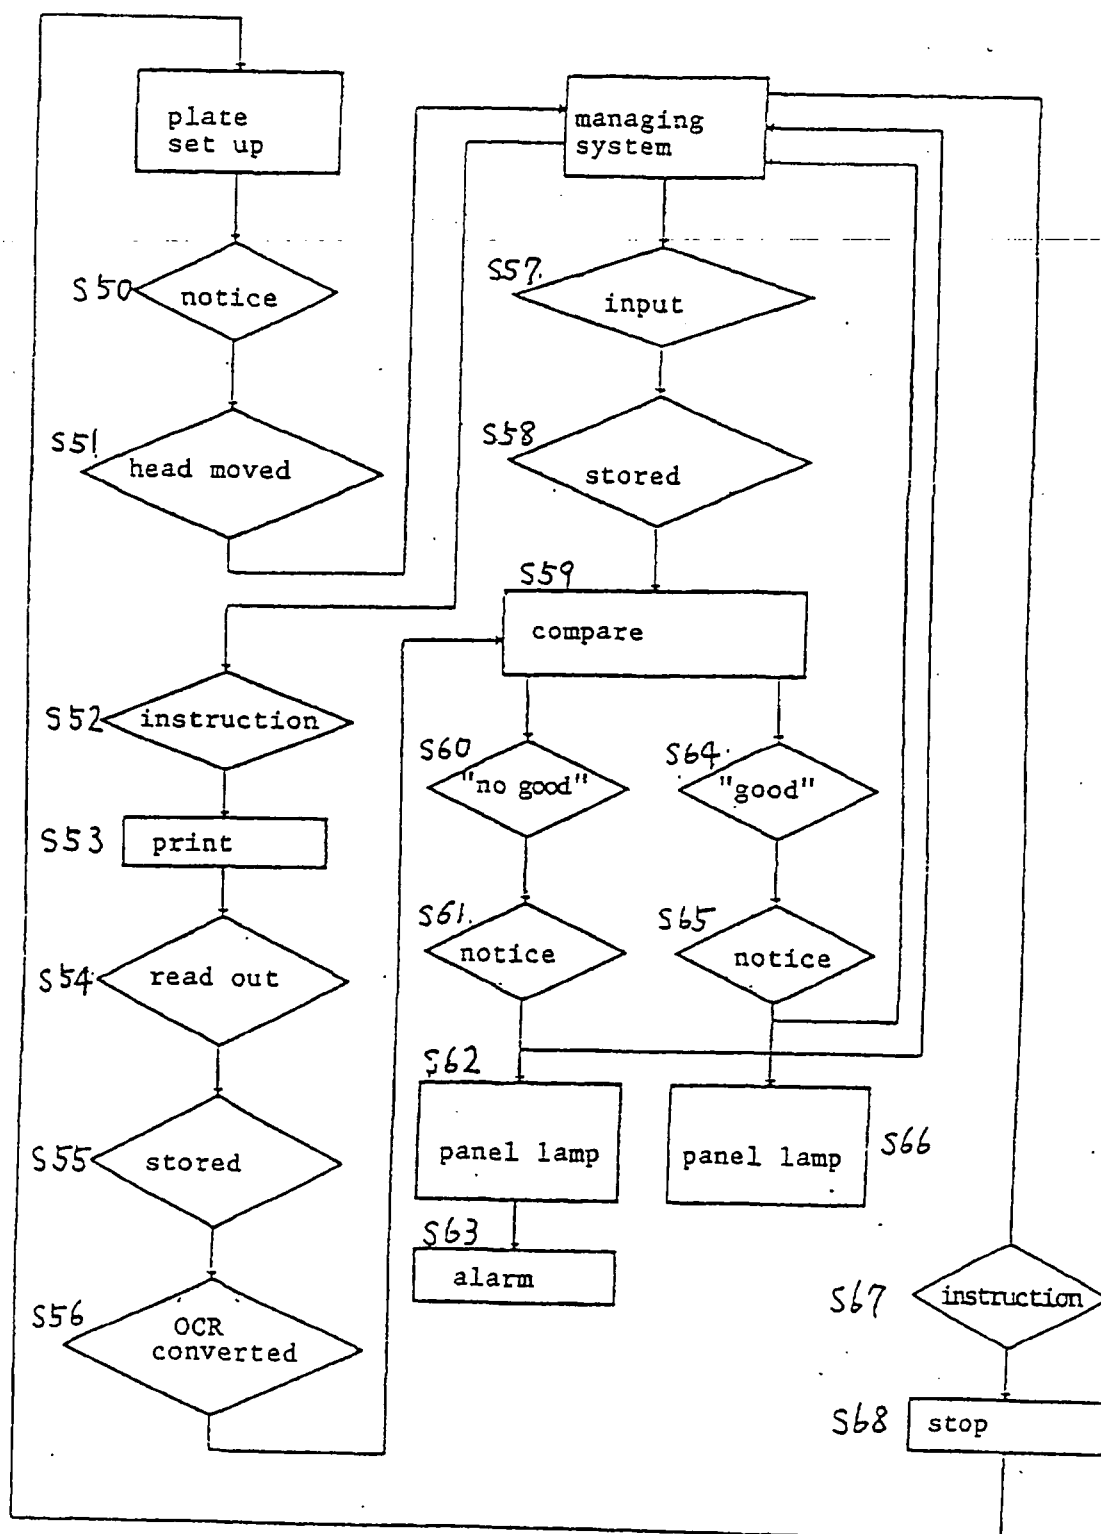 plate
set up
S50
notice
S51
head moved
managing
system
S57.
input
S58
stored
S59
compare
S52
instruction
S53
print
S54
read out
S55
stored
S56
OCR
converted
S60
"no good"
S61.
notice
S62
panel lamp
S63
alarm
S64.
"good"
S65
notice
panel lamp
S66
S67
instruction
S68
stop